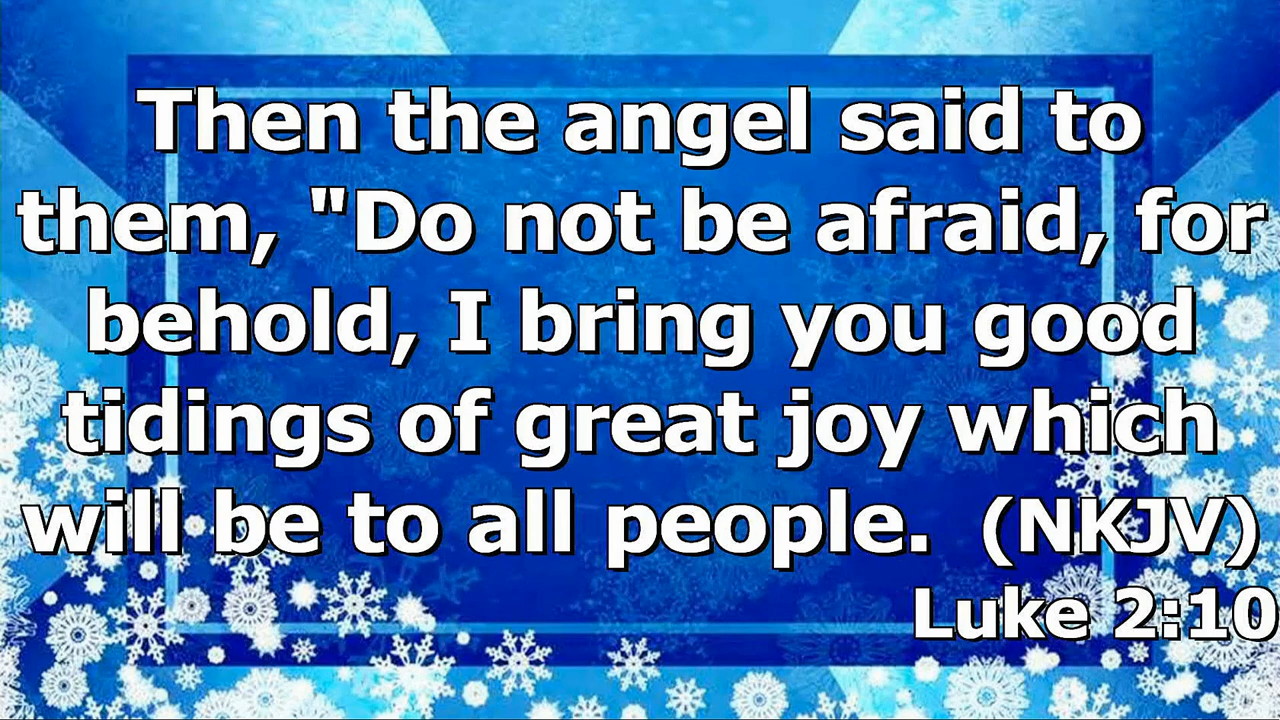 Then the angel said to
them, "Do not be afraid, for
behold, I bring you good
tidings of great joy which
will be to all people. (NKJV)
Luke 2:10